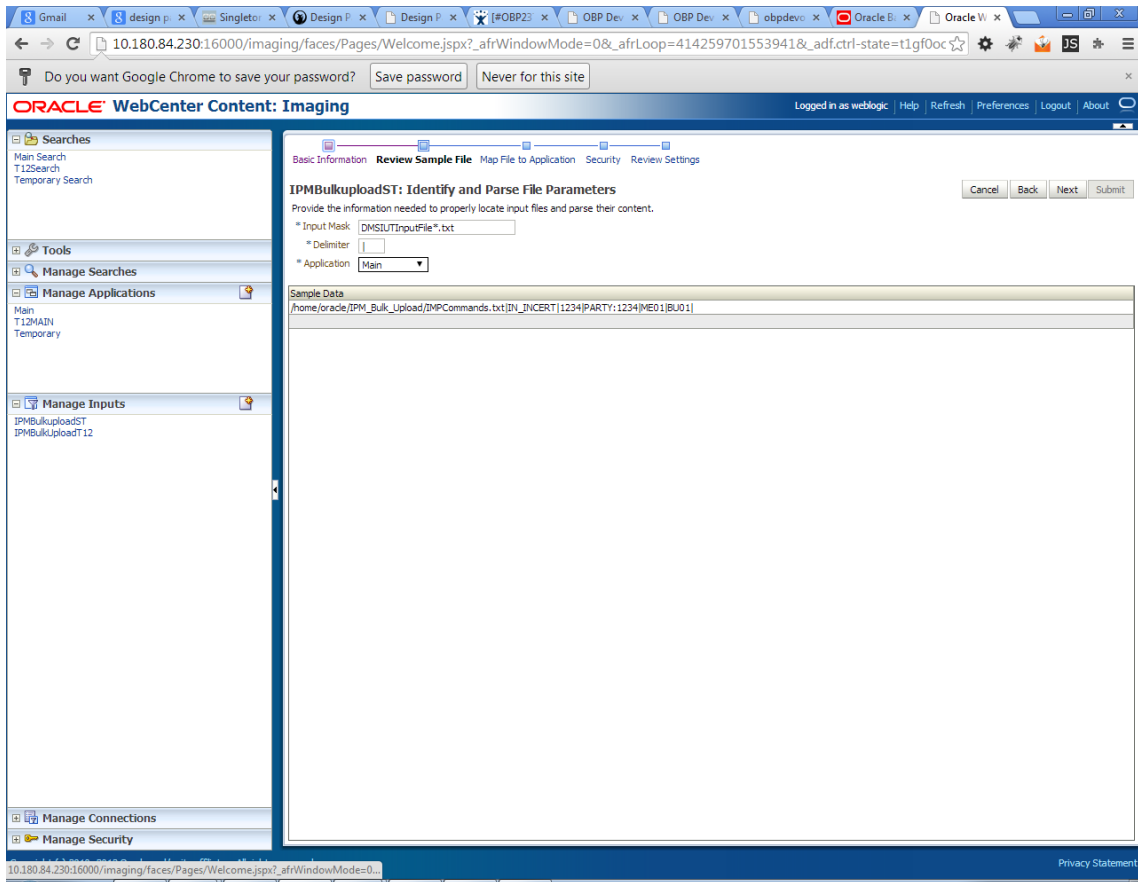 Gmail design p Singleto Design P Design P [#OBP23 OBP Dev OBP Dev obpdevo Oracle B Oracle W
10.180.84.230:16000/imaging/faces/Pages/Welcome.jspx?_afrWindowMode=0&_afrLoop=414259701553941&_adf.ctrl-state=t1gf0oc
Do you want Google Chrome to save your password? Save password Never for this site
ORACLE WebCenter Content: Imaging
Logged in as weblogic | Help | Refresh | Preferences | Logout | About
Searches
Main Search
T12Search
Temporary Search
Tools
Manage Searches
Manage Applications
Main
T12MAIN
Temporary
Manage Inputs
IPMBulkuploadST
IPMBulkUploadT12
Manage Connections
Manage Security
Basic Information Review Sample File Map File to Application Security Review Settings
IPMBulkuploadST: Identify and Parse File Parameters
Cancel Back Next Submit
Provide the information needed to properly locate input files and parse their content.
* Input Mask DMSIUTInputFile*.txt
* Delimiter |
* Application Main
Sample Data
/home/oracle/IPM_Bulk_Upload/IMPCommands.txt|IN_INCERT|1234|PARTY:1234|ME01|BU01|
10.180.84.230:16000/imaging/faces/Pages/Welcome.jspx?_afrWindowMode=0...
Privacy Statement